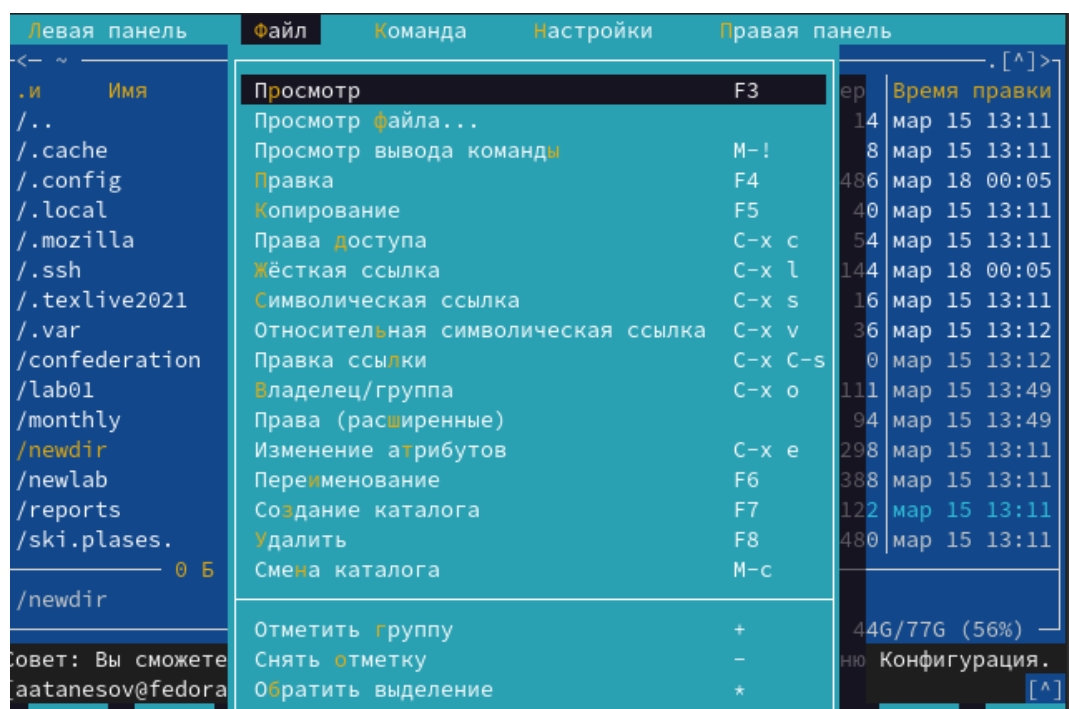 Левая панель Файл Команда Настройки Правая панель
<— ~ .[^]>
.и Имя Просмотр F3 ер Время правки
/.. Просмотр файла... 14 мар 15 13:11
/.cache Просмотр вывода команды M-! 8 мар 15 13:11
/.config Правка F4 486 мар 18 00:05
/.local Копирование F5 40 мар 15 13:11
/.mozilla Права доступа C-x c 54 мар 15 13:11
/.ssh Жёсткая ссылка C-x l 144 мар 18 00:05
/.texlive2021 Символическая ссылка C-x s 16 мар 15 13:11
/.var Относительная символическая ссылка C-x v 36 мар 15 13:12
/confederation Правка ссылки C-x C-s 0 мар 15 13:12
/lab01 Владелец/группа C-x o 111 мар 15 13:49
/monthly Права (расширенные) 94 мар 15 13:49
/newdir Изменение атрибутов C-x e 298 мар 15 13:11
/newlab Переименование F6 388 мар 15 13:11
/reports Создание каталога F7 122 мар 15 13:11
/ski.plases. Удалить F8 480 мар 15 13:11
0 Б Смена каталога M-c
/newdir
Отметить группу + 44G/77G (56%)
Совет: Вы сможете Снять отметку - ню Конфигурация.
[aatanesov@fedora Обратить выделение * [^]